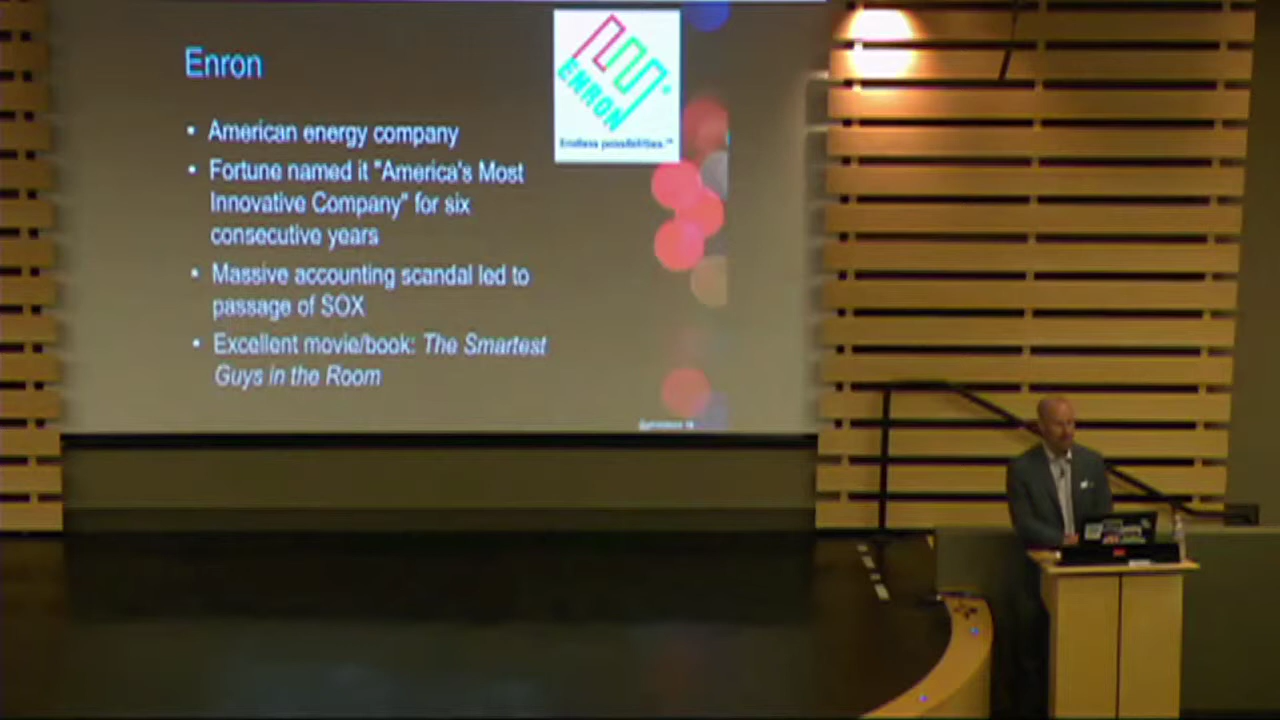 Enron
• American energy company
• Fortune named it "America's Most
Innovative Company" for six
consecutive years
• Massive accounting scandal led to
passage of SOX
• Excellent movie/book: The Smartest
Guys in the Room
ENRON
Endless possibilities.™